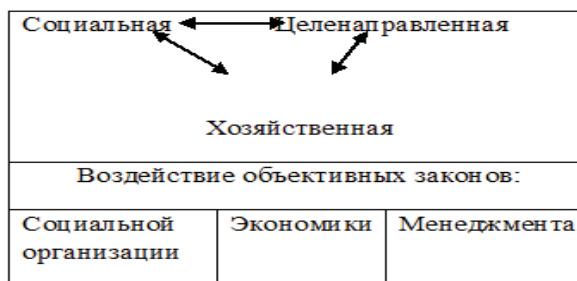 Социальная Целенаправленная
Хозяйственная
Воздействие объективных законов:
Социальной организации
Экономики
Менеджмента